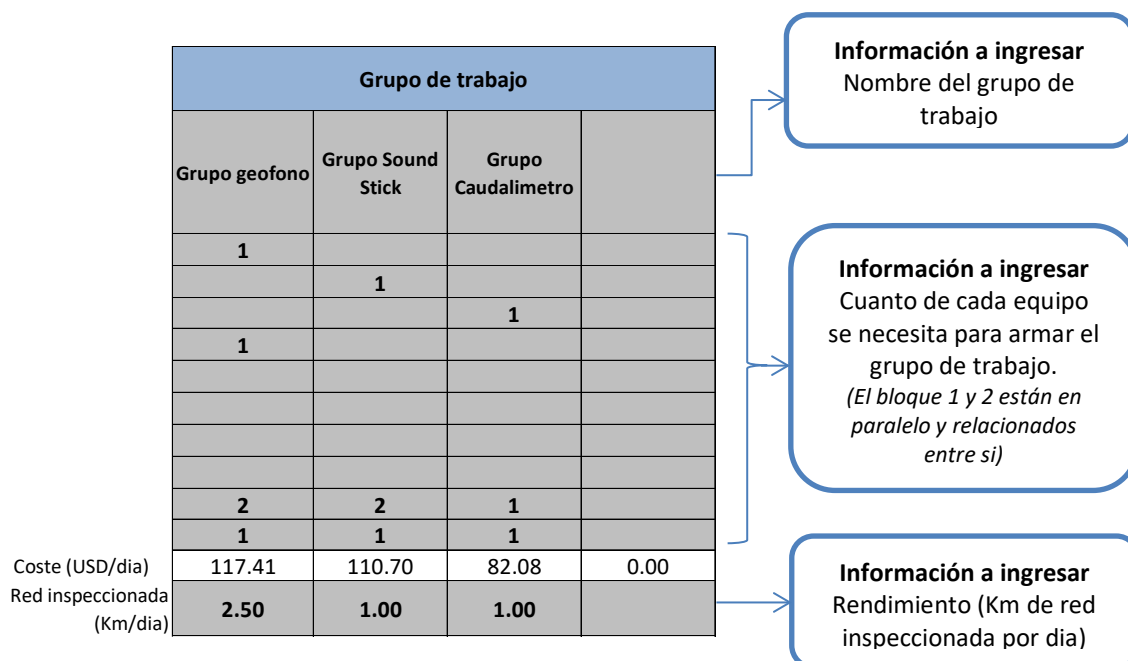 Grupo de trabajo
Grupo geofono
Grupo Sound
Stick
Grupo
Caudalimetro
1
1
1
1
2 2 1
1 1 1
Coste (USD/dia) 117.41 110.70 82.08 0.00
Red inspeccionada
(Km/dia)
2.50 1.00 1.00
Información a ingresar
Nombre del grupo de
trabajo
Información a ingresar
Cuanto de cada equipo
se necesita para armar el
grupo de trabajo.
(El bloque 1 y 2 están en
paralelo y relacionados
entre si)
Información a ingresar
Rendimiento (Km de red
inspeccionada por dia)